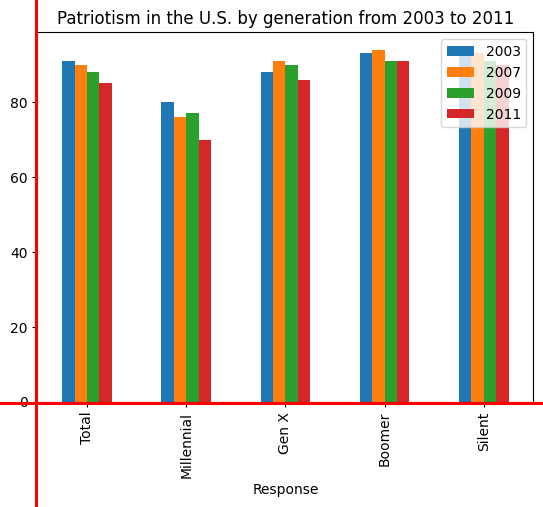 Patriotism in the U.S. by generation from 2003 to 2011
2003
2007
2009
2011
80
60
40
20
0
Total
Millennial
Gen X
Boomer
Silent
Response